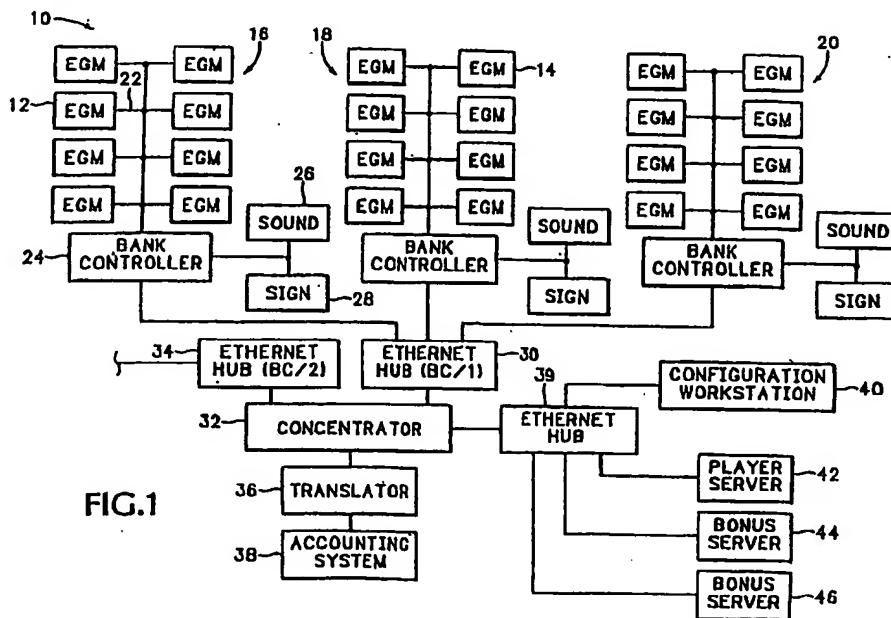 10
16
18
20
EGM EGM EGM EGM EGM EGM
22
14
12
EGM EGM EGM EGM EGM EGM
EGM EGM EGM EGM EGM EGM
26
EGM EGM EGM EGM EGM EGM
SOUND
SOUND
SOUND
24
BANK
CONTROLLER
BANK
CONTROLLER
BANK
CONTROLLER
SIGN
28
SIGN
SIGN
34
ETHERNET
HUB (BC/2)
ETHERNET
HUB (BC/1)
30
39
CONFIGURATION
WORKSTATION
40
32
CONCENTRATOR
ETHERNET
HUB
PLAYER
SERVER
42
FIG.1
36
TRANSLATOR
BONUS
SERVER
44
38
ACCOUNTING
SYSTEM
BONUS
SERVER
46